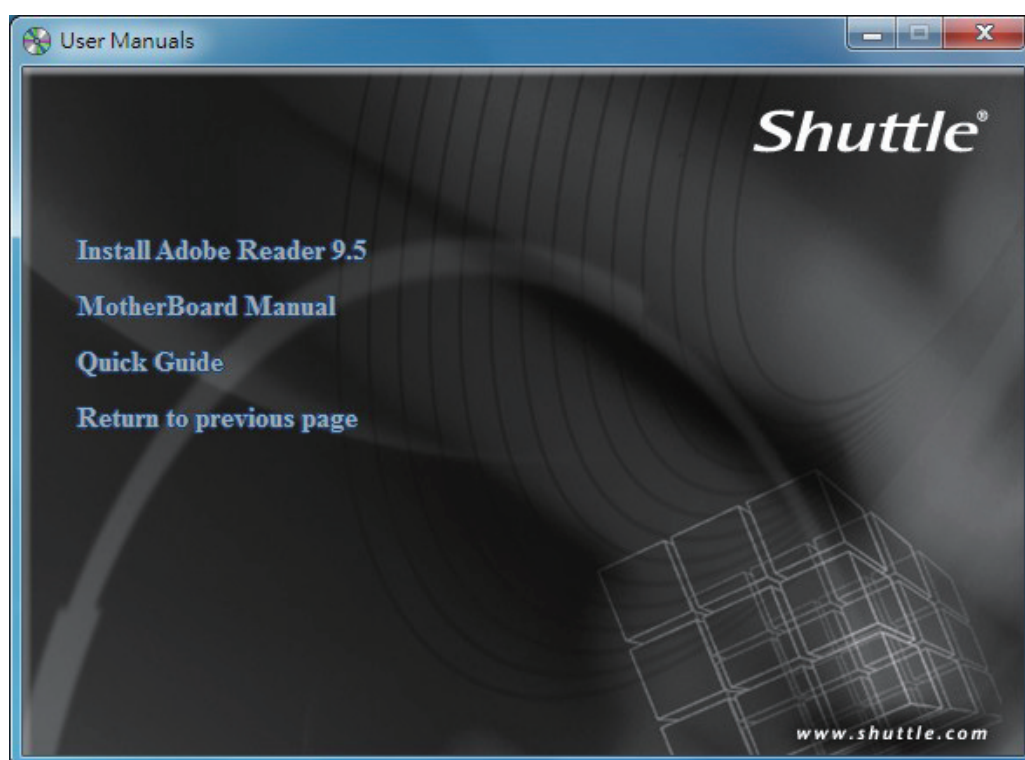 User Manuals
Shuttle®
Install Adobe Reader 9.5
MotherBoard Manual
Quick Guide
Return to previous page
www.shuttle.com